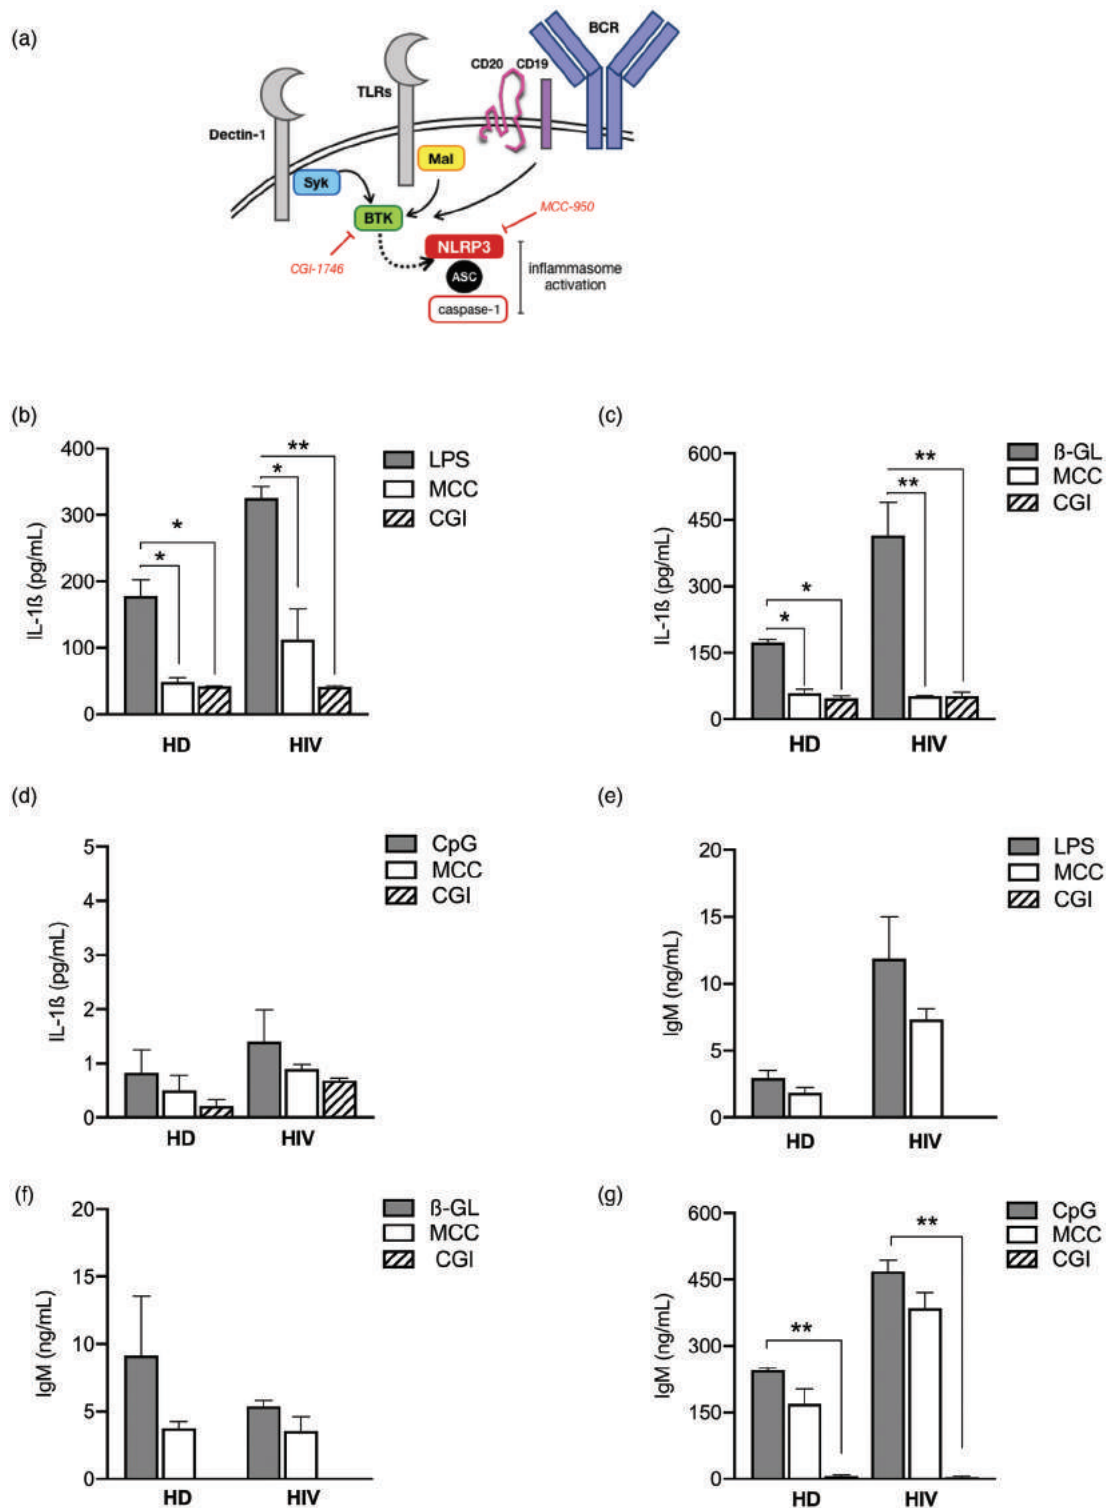 (a)
BCR
CD20 CD19
TLRs
Dectin-1
Mal
Syk
BTK
MCC-950
NLRP3
CGI-1746
ASC
inflammasome
activation
caspase-1
(b)
400
300
200
100
0
IL-1ß (pg/mL)
HD
HIV
*
*
*
**
LPS
MCC
CGI
(c)
600
450
300
150
0
IL-1ß (pg/mL)
HD
HIV
*
*
**
**
ß-GL
MCC
CGI
(d)
5
4
3
2
1
0
IL-1ß (pg/mL)
HD
HIV
CpG
MCC
CGI
(e)
20
15
10
5
0
IgM (ng/mL)
HD
HIV
LPS
MCC
CGI
(f)
20
15
10
5
0
IgM (ng/mL)
HD
HIV
ß-GL
MCC
CGI
(g)
600
450
300
150
0
IgM (ng/mL)
HD
HIV
**
**
CpG
MCC
CGI